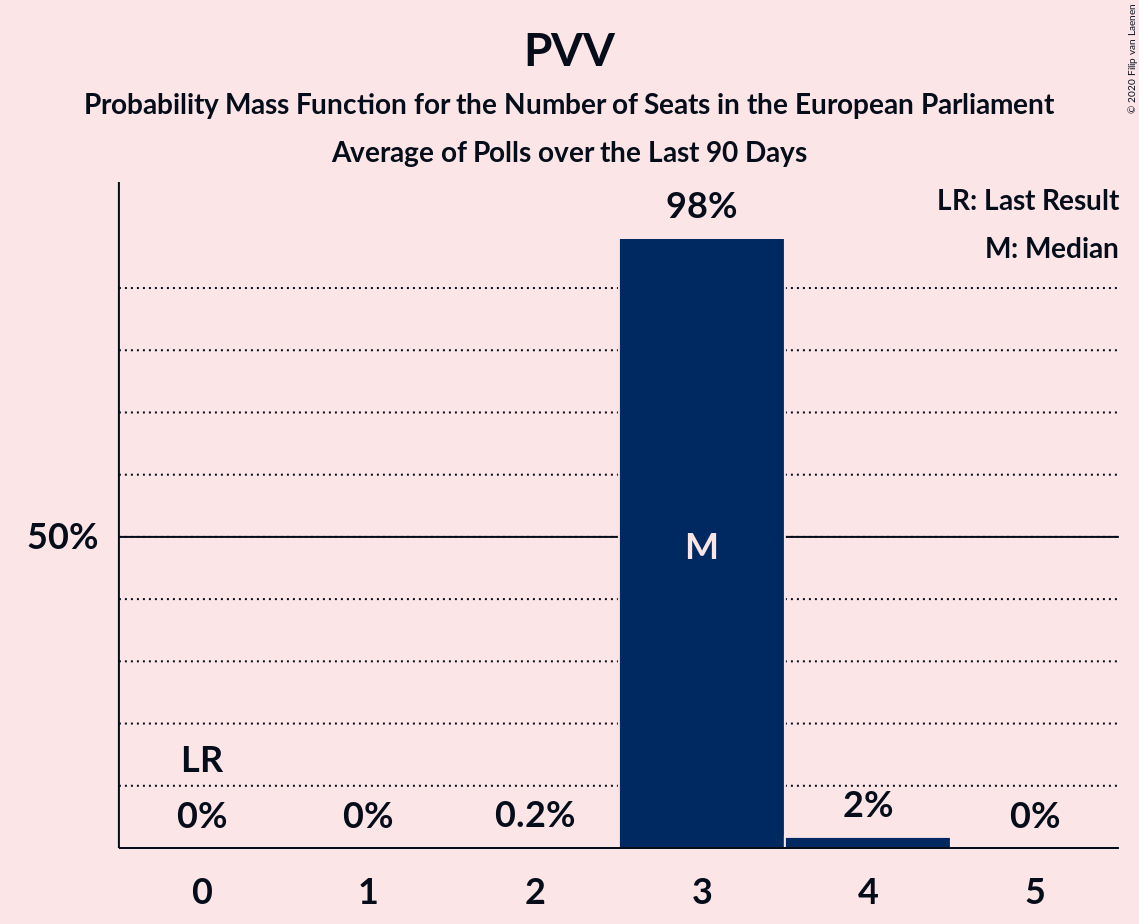 PVV
Probability Mass Function for the Number of Seats in the European Parliament
Average of Polls over the Last 90 Days
© 2020 Filip van Laenen
LR: Last Result
M: Median
98%
50%
M
LR
0%
0%
0.2%
2%
0%
0
1
2
3
4
5